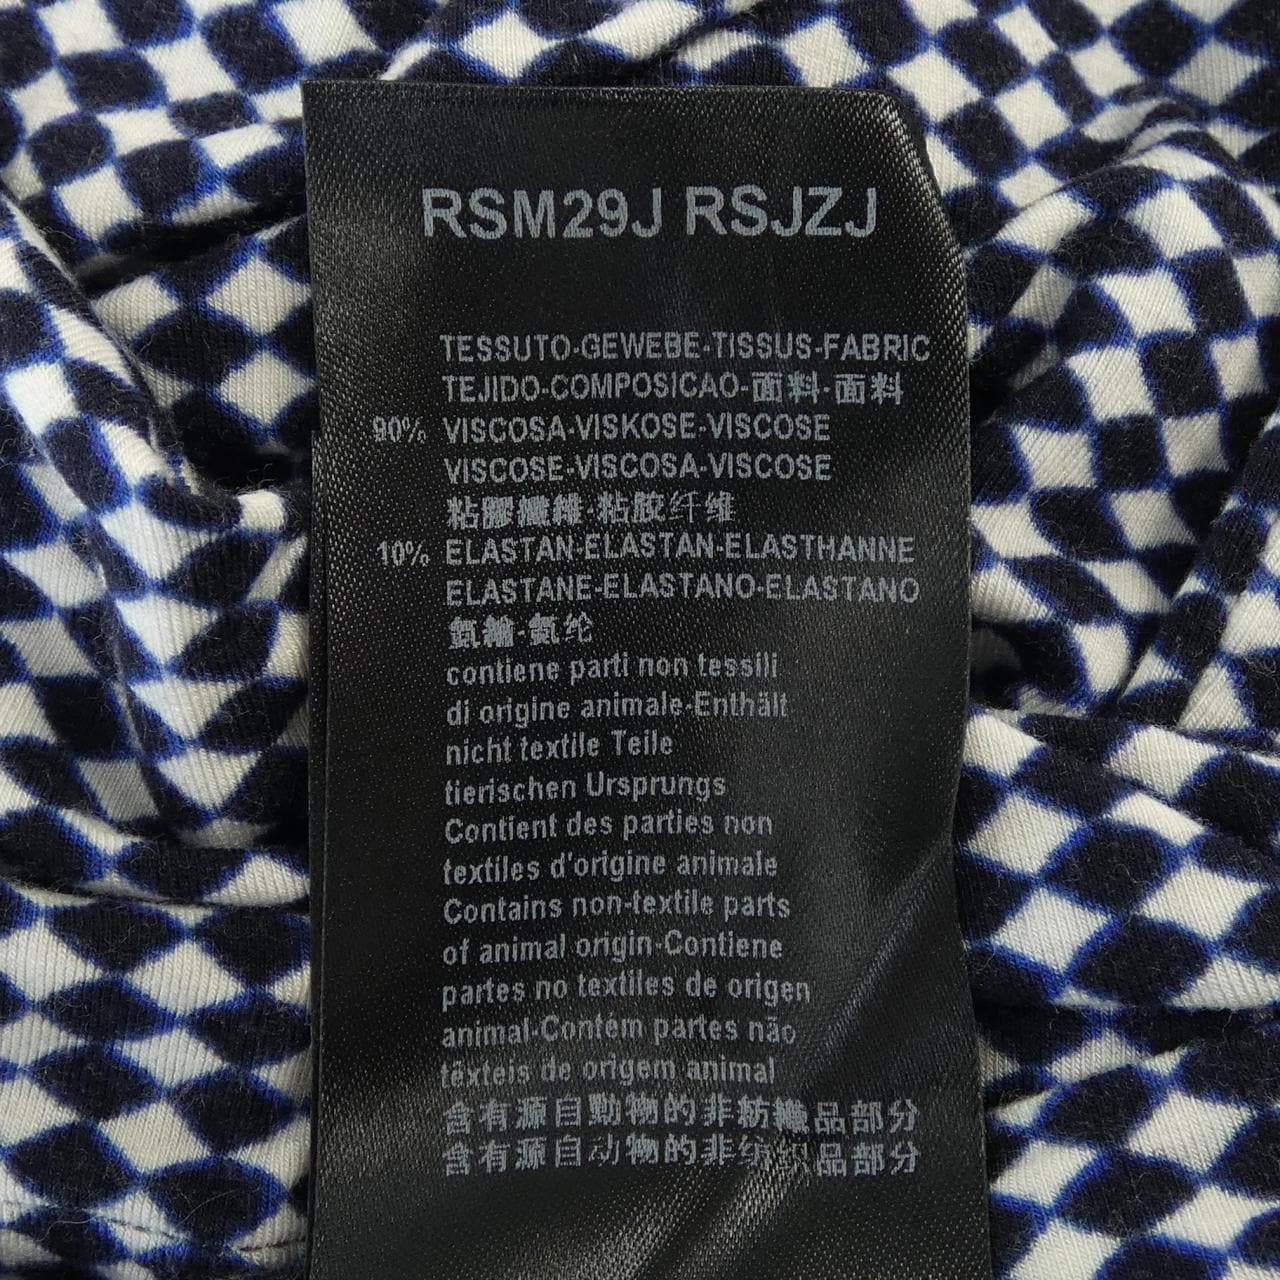 RSM29J RSJZJ
TESSUTO-GEWEBE-TISSUS-FABRIC
TEJIDO-COMPOSICAO-面料-面料
90% VISCOSA-VISKOSE-VISCOSE
VISCOSE-VISCOSA-VISCOSE
粘膠纖維-粘胶纤维
10% ELASTAN-ELASTAN-ELASTHANNE
ELASTANE-ELASTANO-ELASTANO
氨綸-氨纶
contiene parti non tessili
di origine animale-Enthält
nicht textile Teile
tierischen Ursprungs
Contient des parties non
textiles d'origine animale
Contains non-textile parts
of animal origin-Contiene
partes no textiles de origen
animal-Contém partes não
têxteis de origem animal
含有源自動物的非紡織品部分
含有源自动物的非纺织品部分